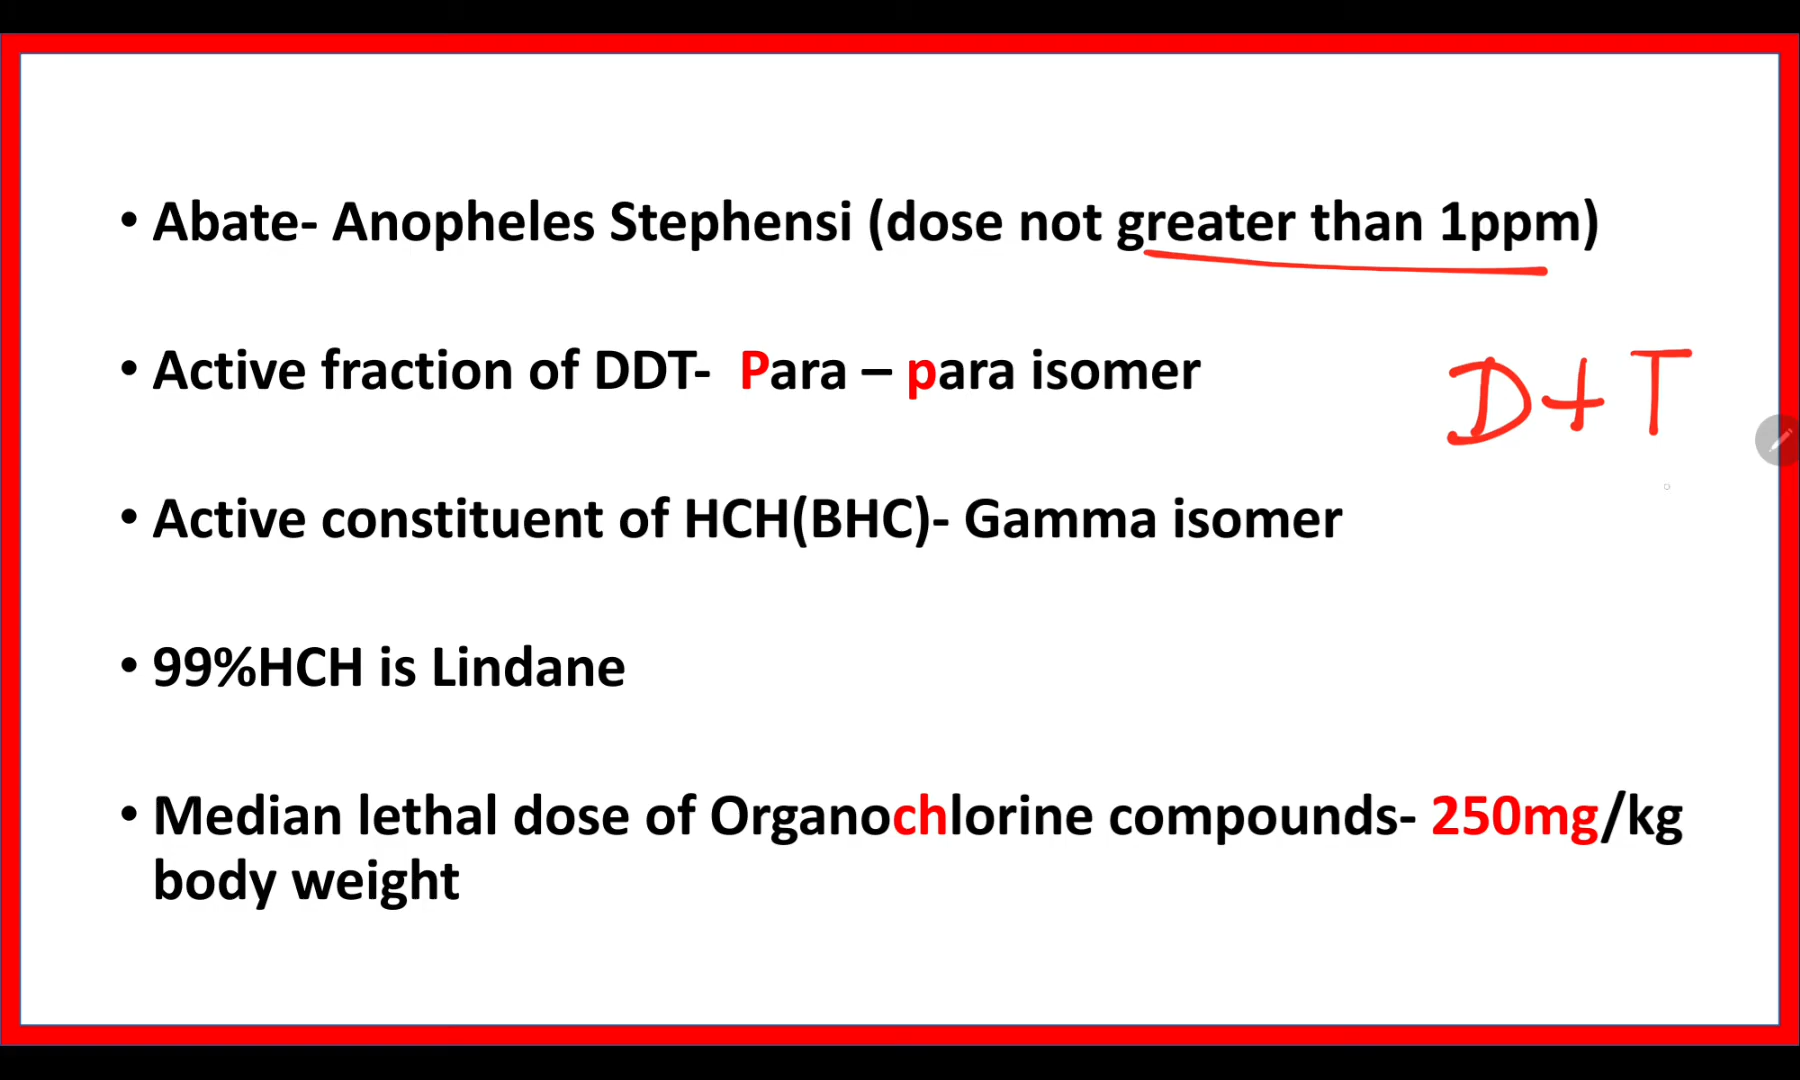 • Abate- Anopheles Stephensi (dose not greater than 1ppm)
• Active fraction of DDT- Para – para isomer
D+T
• Active constituent of HCH(BHC)- Gamma isomer
• 99%HCH is Lindane
• Median lethal dose of Organochlorine compounds- 250mg/kg
body weight